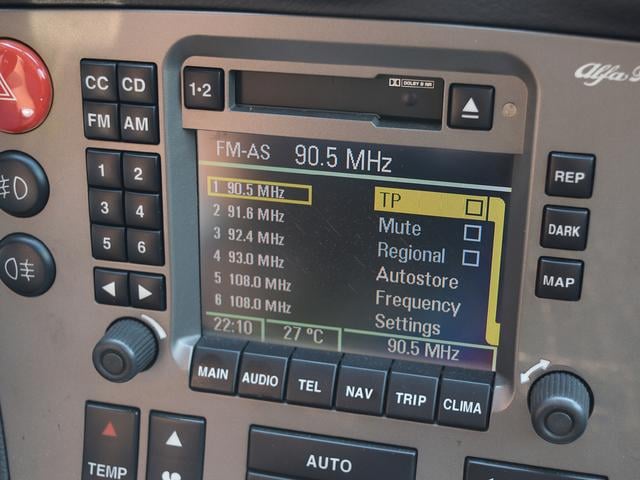 Alfa
CC CD
FM AM
1·2
DOLBY B NR
1 2
3 4
5 6
FM-AS 90.5 MHz
1 90.5 MHz
2 91.6 MHz
3 92.4 MHz
4 93.0 MHz
5 108.0 MHz
6 108.0 MHz
TP
Mute
Regional
Autostore
Frequency
Settings
22:10 27 °C 90.5 MHz
REP
DARK
MAP
MAIN AUDIO TEL NAV TRIP CLIMA
TEMP
AUTO